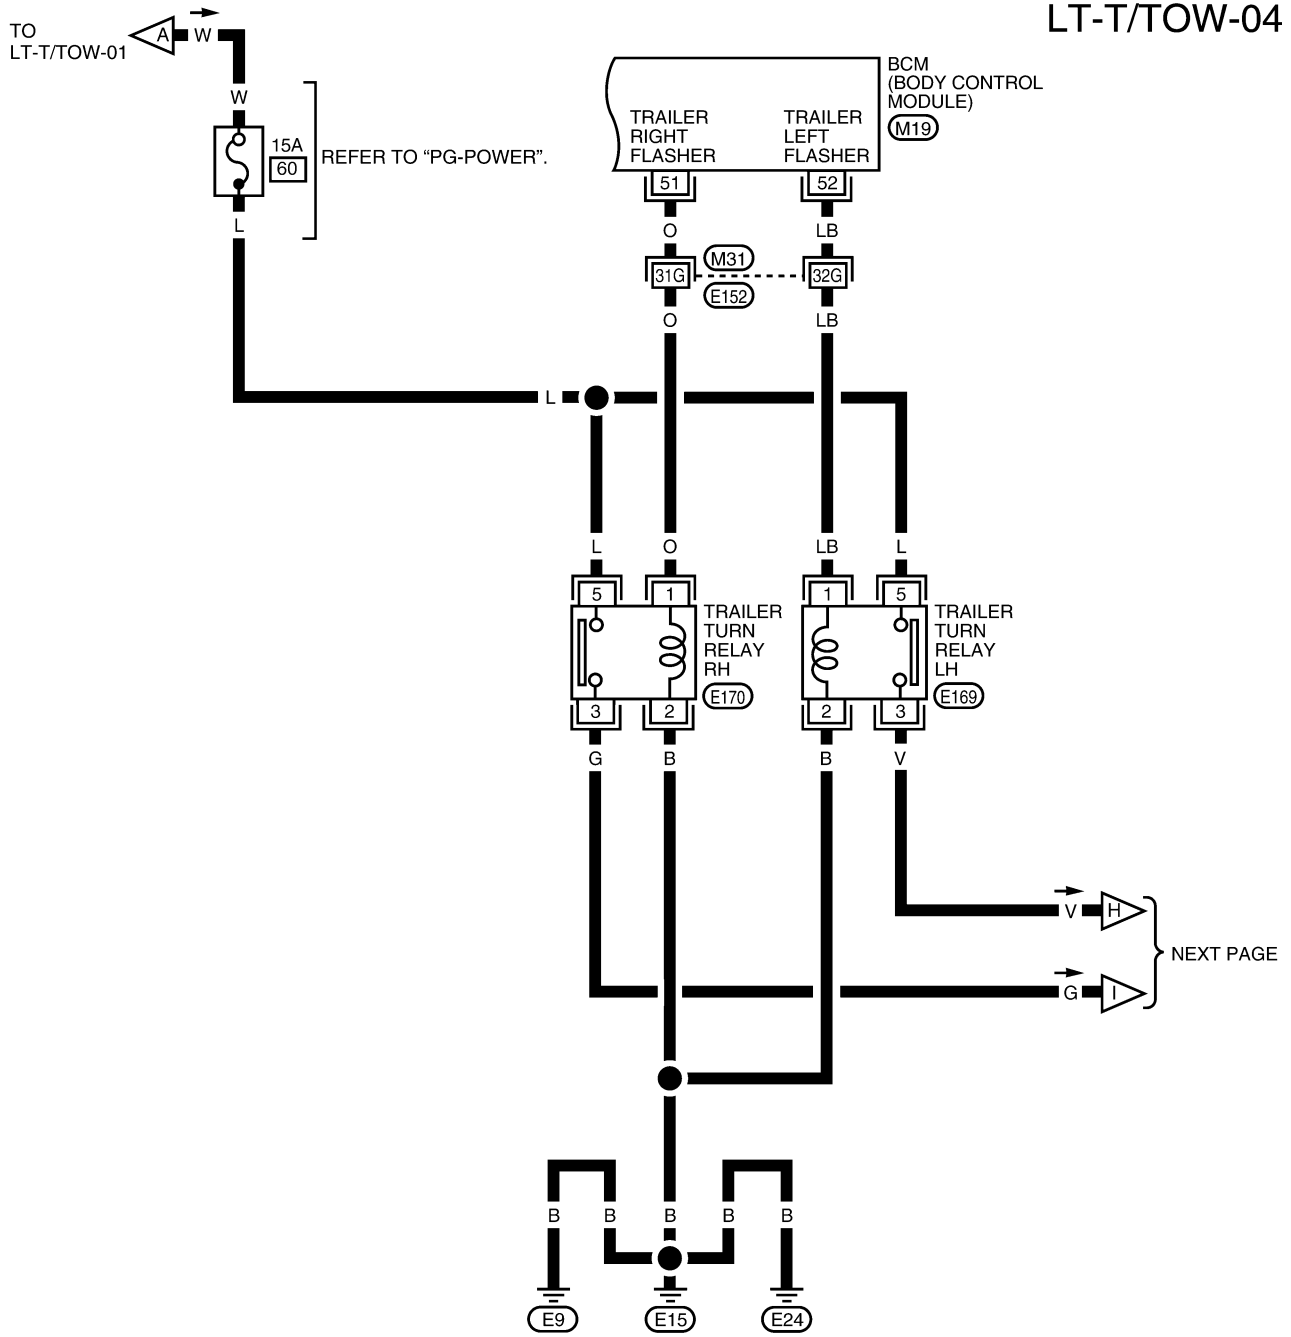 LT-T/TOW-04
TO
LT-T/TOW-01
A
W
W
15A
60
REFER TO “PG-POWER”.
L
BCM
(BODY CONTROL
MODULE)
M19
TRAILER
RIGHT
FLASHER
TRAILER
LEFT
FLASHER
51
52
O
LB
31G
M31
E152
32G
O
LB
L
L
O
LB
L
5
1
1
5
TRAILER
TURN
RELAY
RH
E170
TRAILER
TURN
RELAY
LH
E169
3
2
2
3
G
B
B
V
V
H
G
I
NEXT PAGE
B
B
B
B
B
E9
E15
E24